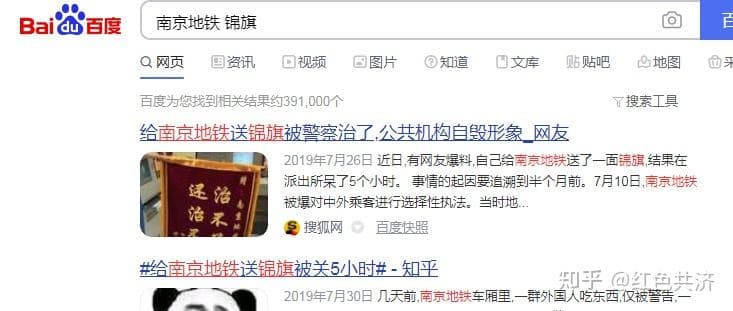 Bai du 百度
南京地铁 锦旗
百
网页 资讯 视频 图片 知道 文库 贴吧 地图 采
百度为您找到相关结果约391,000个 搜索工具
给南京地铁送锦旗被警察治了,公共机构自毁形象_网友
2019年7月26日 近日,有网友爆料,自己给南京地铁送了一面锦旗,结果在
派出所呆了5个小时。 事情的起因要追溯到半个月前。7月10日,南京地铁
被爆对中外乘客进行选择性执法。当时地...
治不
还治
搜狐网 百度快照
#给南京地铁送锦旗被关5小时# - 知乎
2019年7月30日 几天前,南京地铁车厢里,一群外国人吃东西,仅被警告,一
知乎 @红色共济